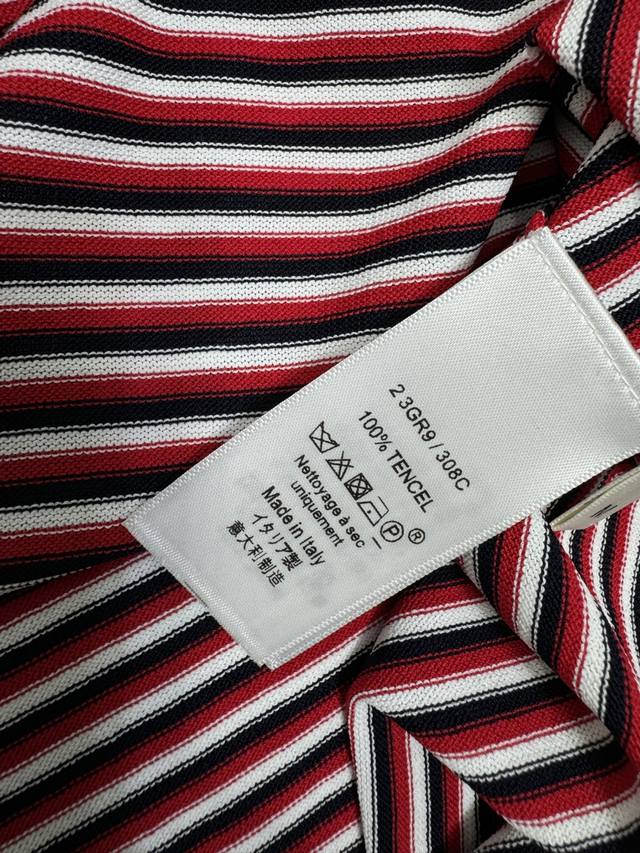 2 3GR9 / 308C
100% TENCEL
P ®
Nettoyage à sec
uniquement
Made in Italy
イタリア製
意大利制造